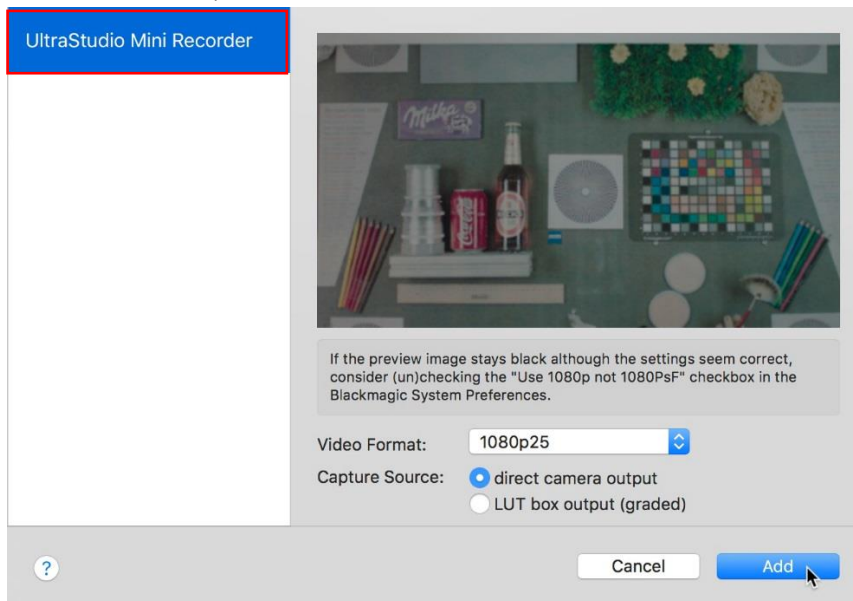 UltraStudio Mini Recorder
Milka
Coca-Cola
If the preview image stays black although the settings seem correct,
consider (un)checking the "Use 1080p not 1080PsF" checkbox in the
Blackmagic System Preferences.
Video Format:
1080p25
Capture Source:
direct camera output
LUT box output (graded)
?
Cancel
Add